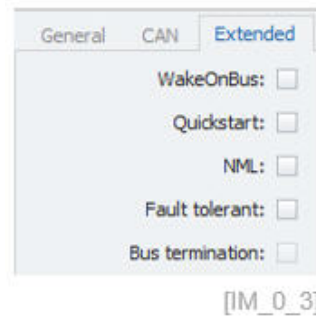 General CAN Extended
WakeOnBus:
Quickstart:
NML:
Fault tolerant:
Bus termination:
[IM_0_3]